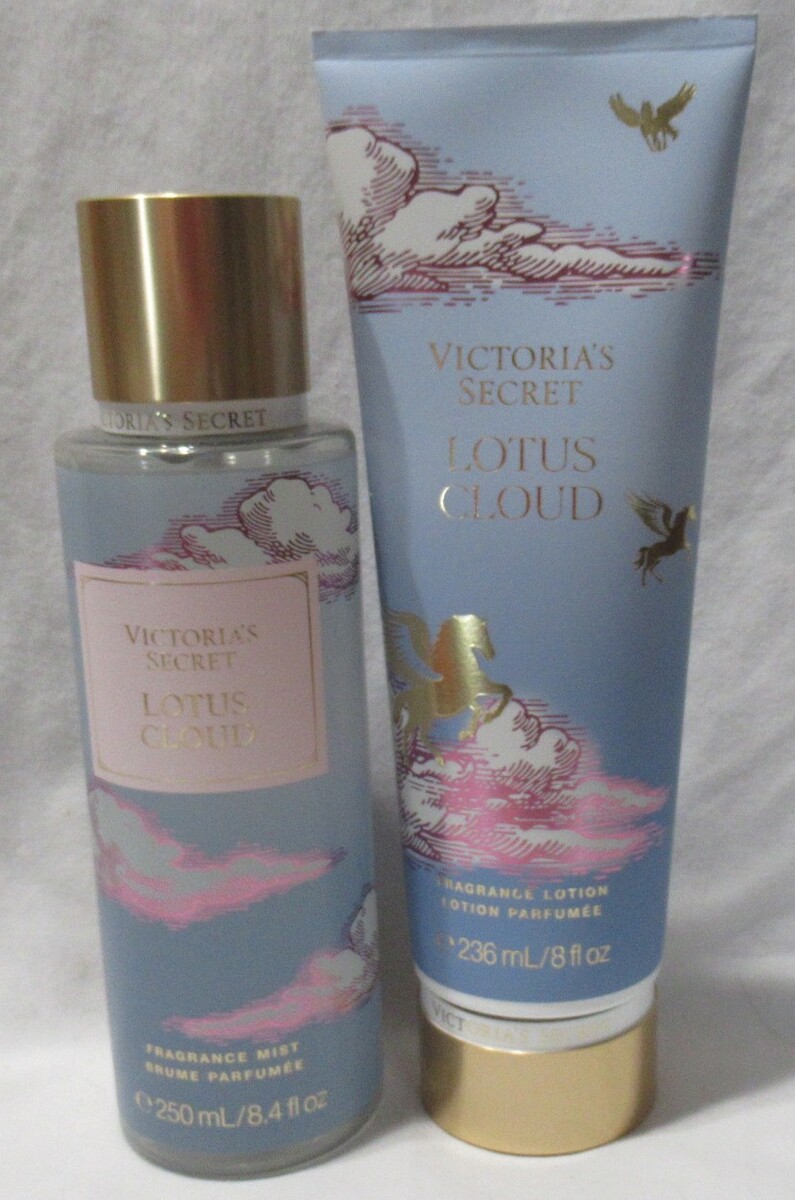 VICTORIA'S SECRET
VICTORIA'S
SECRET
LOTUS
CLOUD
FRAGRANCE MIST
BRUME PARFUMÉE
℮ 250 mL/8.4 fl oz
VICTORIA'S
SECRET
LOTUS
CLOUD
FRAGRANCE LOTION
LOTION PARFUMÉE
℮ 236 mL/8 fl oz
VICTORIA'S